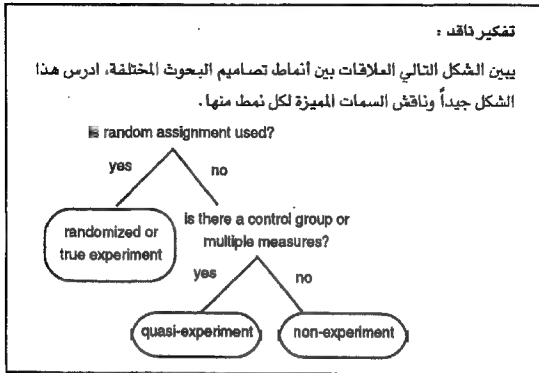 تفكير ناقد :
يبين الشكل التالي العلاقات بين أنماط تصاميم البحوث المختلفة، ادرس هذا
الشكل جيداً وناقش السمات المميزة لكل نمط منها.
Is random assignment used?
yes
no
randomized or
true experiment
is there a control group or
multiple measures?
yes
no
quasi-experiment
non-experiment